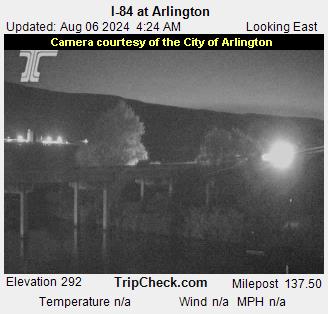 I-84 at Arlington
Updated: Aug 06 2024 4:24 AM Looking East
Camera courtesy of the City of Arlington
Elevation 292 TripCheck.com Milepost 137.50
Temperature n/a Wind n/a MPH n/a